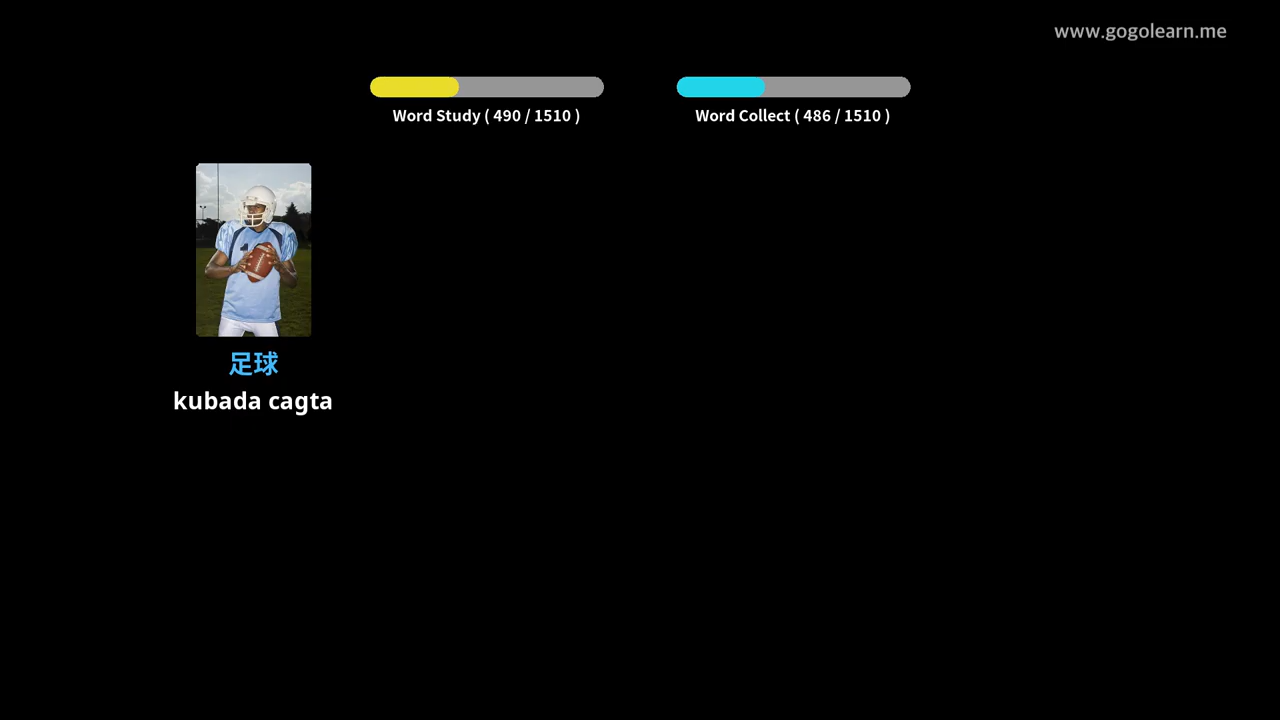 www.gogolearn.me
Word Study ( 490 / 1510 )
Word Collect ( 486 / 1510 )
足球
kubada cagta